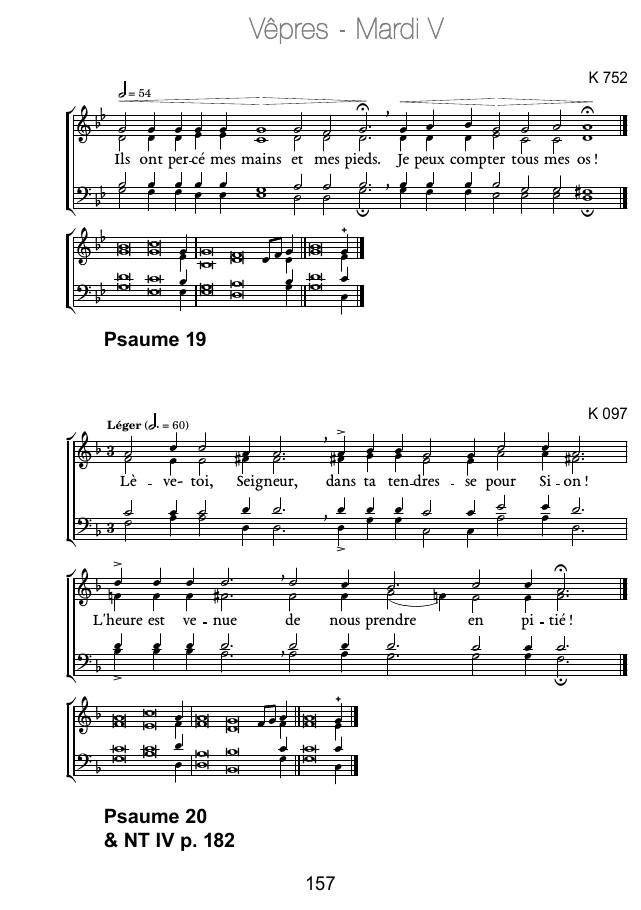 Vêpres - Mardi V
K 752
= 54
Ils ont per-cé mes mains et mes pieds. Je peux compter tous mes os !
Psaume 19
K 097
Léger ( = 60)
3
Lè - ve- toi, Seigneur, dans ta ten-dres - se pour Si - on !
3
L'heure est ve - nue de nous prendre en pi - tié !
Psaume 20
& NT IV p. 182
157